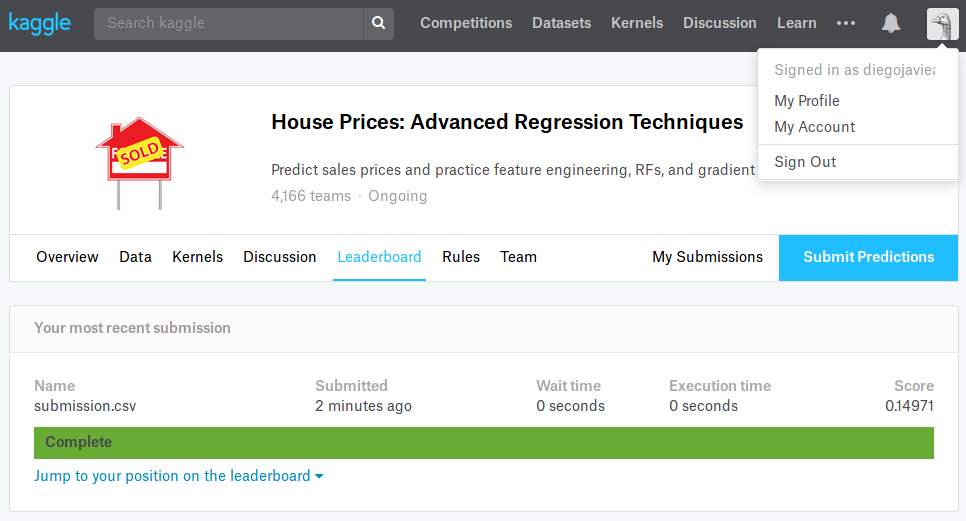 kaggle
Search kaggle
Competitions Datasets Kernels Discussion Learn •••
Signed in as
My Profile
My Account
Sign Out
SOLD
House Prices: Advanced Regression Techniques
Predict sales prices and practice feature engineering, RFs, and gradient
4,166 teams · Ongoing
Overview Data Kernels Discussion Leaderboard Rules Team My Submissions Submit Predictions
Your most recent submission
Name Submitted Wait time Execution time Score
submission.csv 2 minutes ago 0 seconds 0 seconds 0.14971
Complete
Jump to your position on the leaderboard